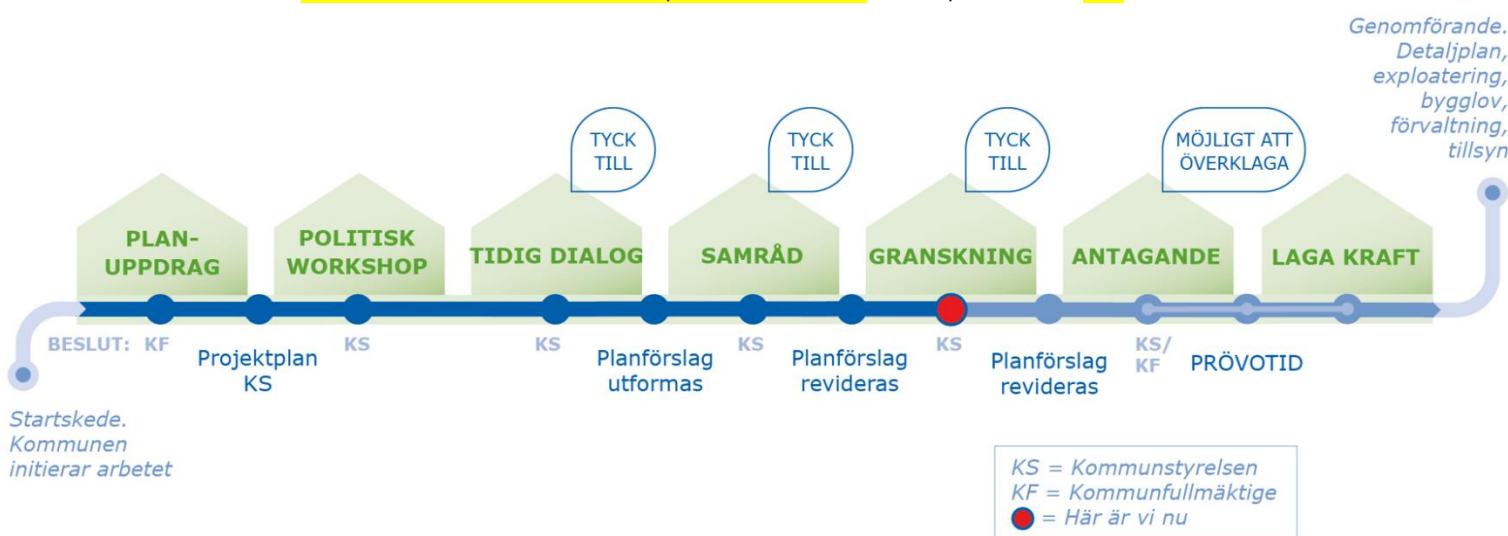 Genomförande.
Detaljplan,
exploatering,
bygglov,
förvaltning,
tillsyn
TYCK
TILL
TYCK
TILL
TYCK
TILL
MÖJLIGT ATT
ÖVERKLAGA
PLAN-
UPPDRAG
POLITISK
WORKSHOP
TIDIG DIALOG
SAMRÅD
GRANSKNING
ANTAGANDE
LAGA KRAFT
BESLUT: KF
Projektplan
KS
KS
KS
Planförslag
utformas
KS
Planförslag
revideras
KS
Planförslag
revideras
KS/
KF
PRÖVOTID
Startskede.
Kommunen
initierar arbetet
KS = Kommunstyrelsen
KF = Kommunfullmäktige
= Här är vi nu